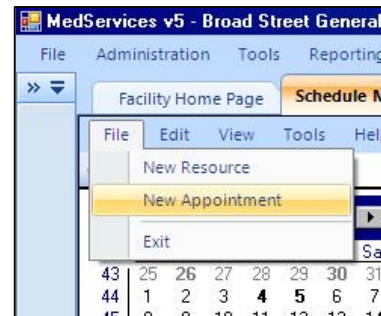 MedServices v5 - Broad Street General
File Administration Tools Reporting
Facility Home Page Schedule M
File Edit View Tools Hel
New Resource
New Appointment
Exit
Sa
43 25 26 27 28 29 30 31
44 1 2 3 4 5 6 7